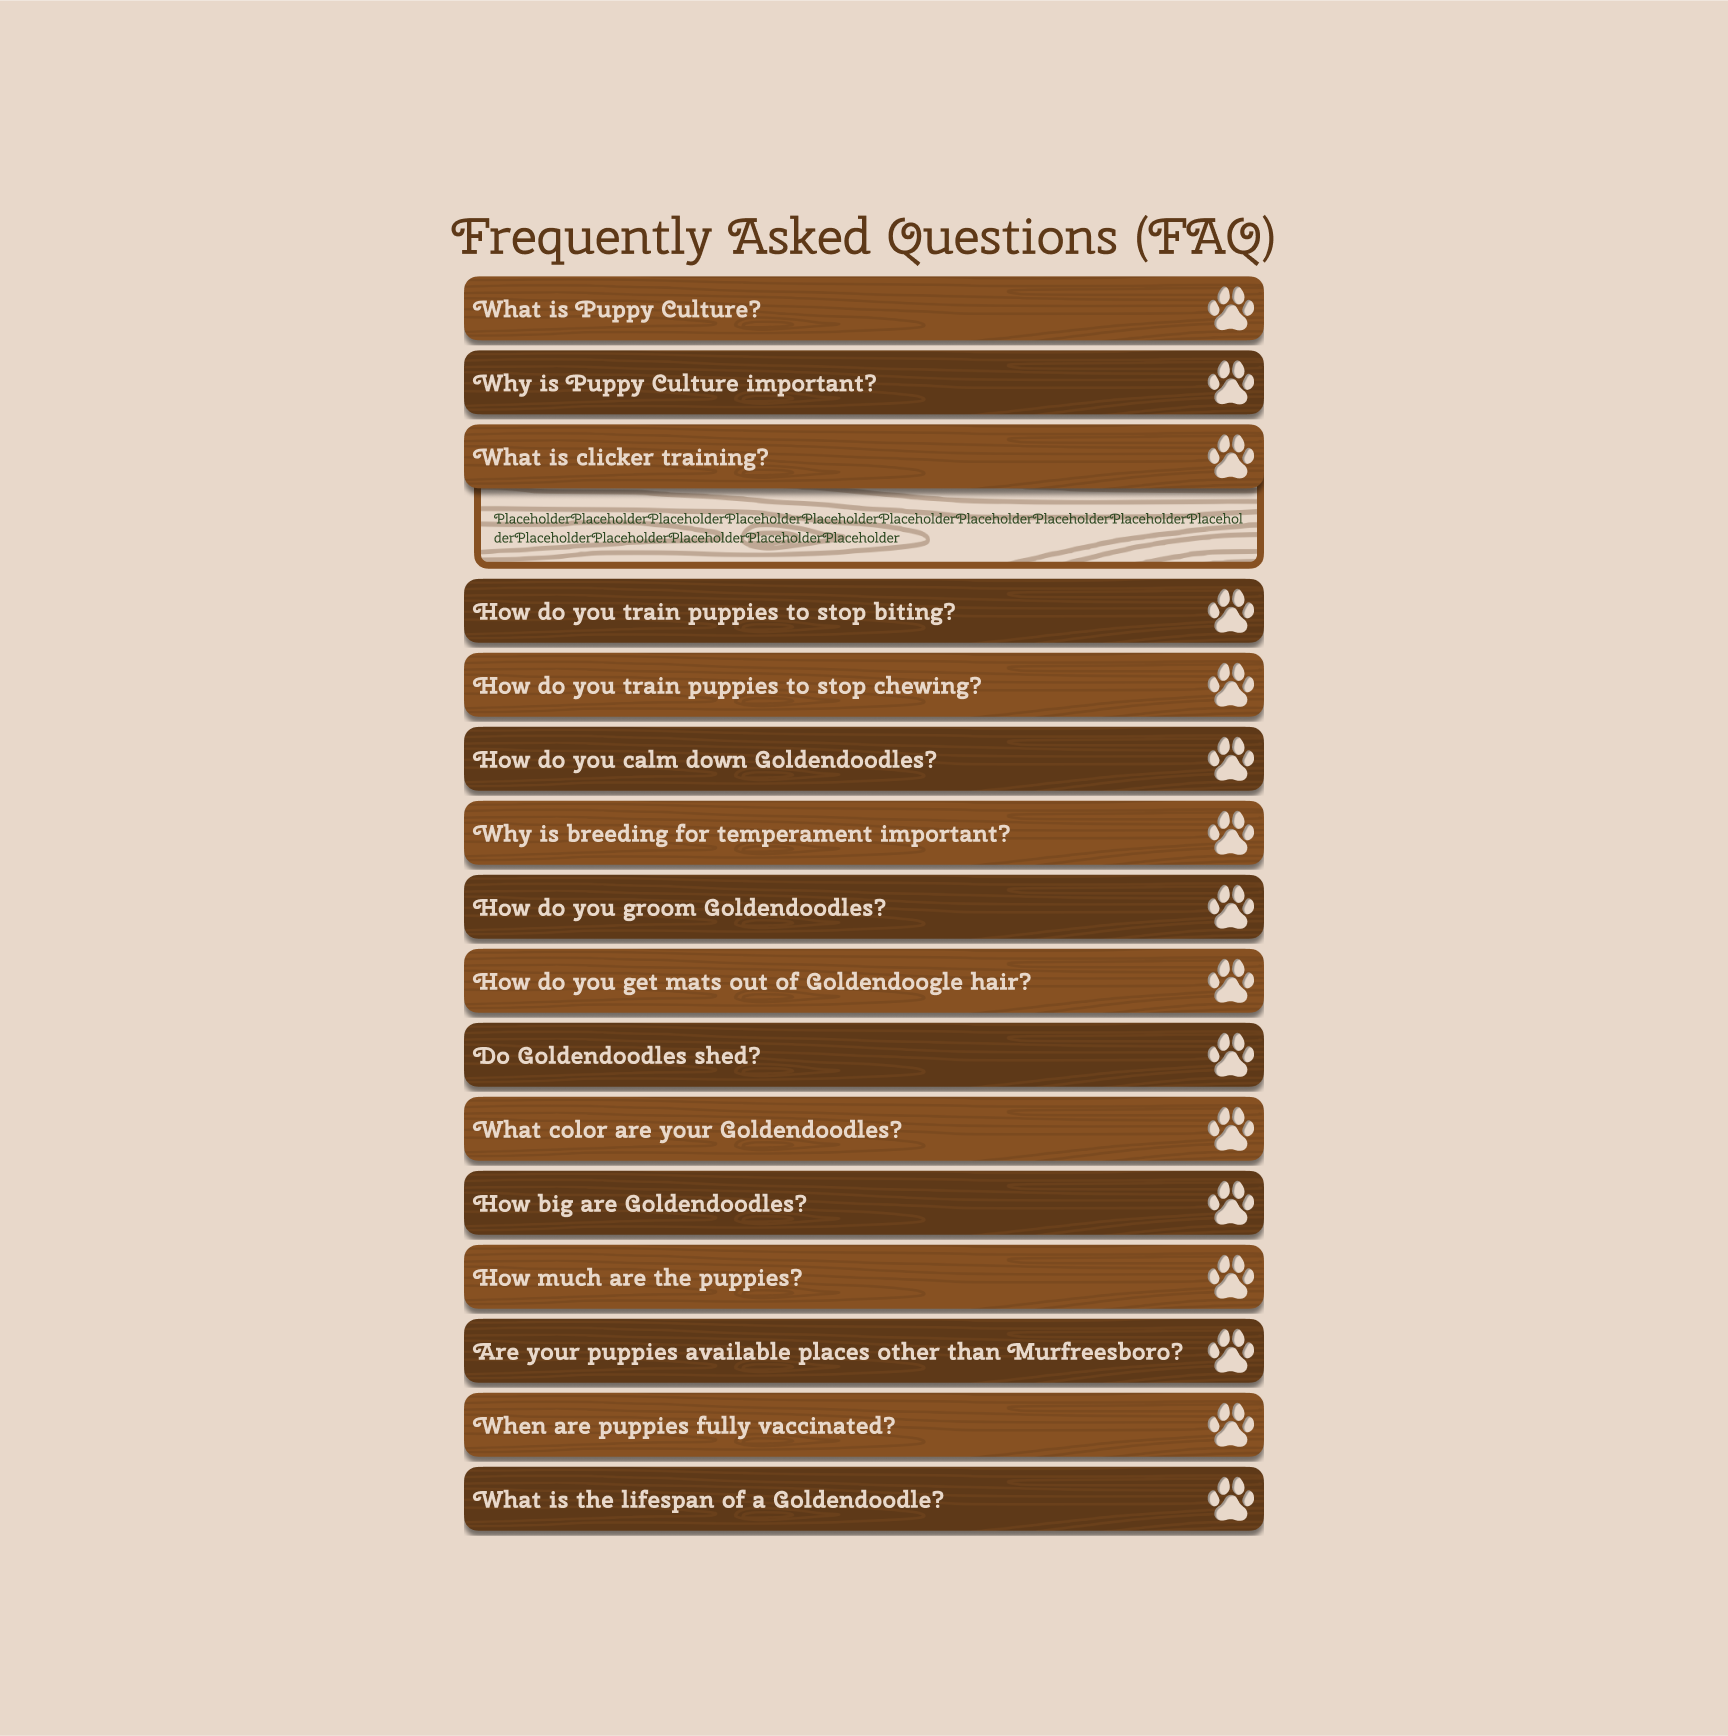 Frequently Asked Questions (FAQ)
What is Puppy Culture?
Why is Puppy Culture important?
What is clicker training?
PlaceholderPlaceholderPlaceholderPlaceholderPlaceholderPlaceholderPlaceholderPlaceholderPlaceholderPlacehol
derPlaceholderPlaceholderPlaceholderPlaceholderPlaceholder
How do you train puppies to stop biting?
How do you train puppies to stop chewing?
How do you calm down Goldendoodles?
Why is breeding for temperament important?
How do you groom Goldendoodles?
How do you get mats out of Goldendoogle hair?
Do Goldendoodles shed?
What color are your Goldendoodles?
How big are Goldendoodles?
How much are the puppies?
Are your puppies available places other than Murfreesboro?
When are puppies fully vaccinated?
What is the lifespan of a Goldendoodle?